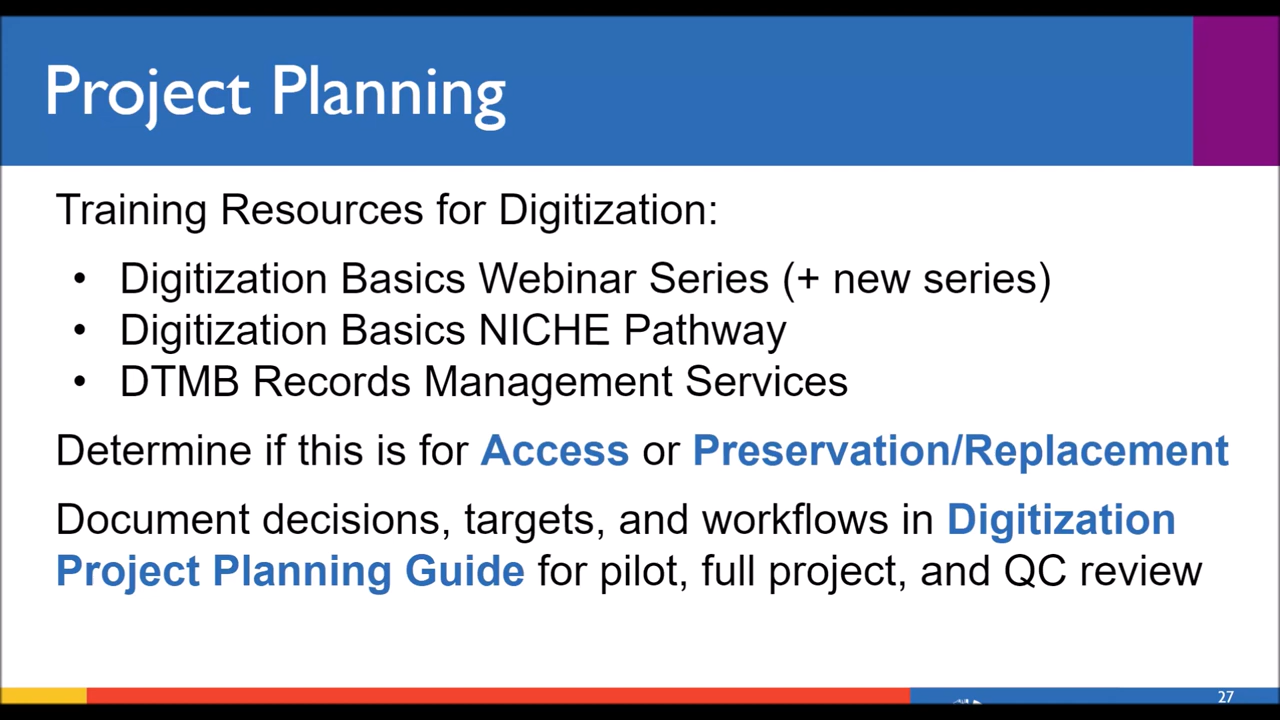 Project Planning
Training Resources for Digitization:
• Digitization Basics Webinar Series (+ new series)
• Digitization Basics NICHE Pathway
• DTMB Records Management Services
Determine if this is for Access or Preservation/Replacement
Document decisions, targets, and workflows in Digitization
Project Planning Guide for pilot, full project, and QC review
27